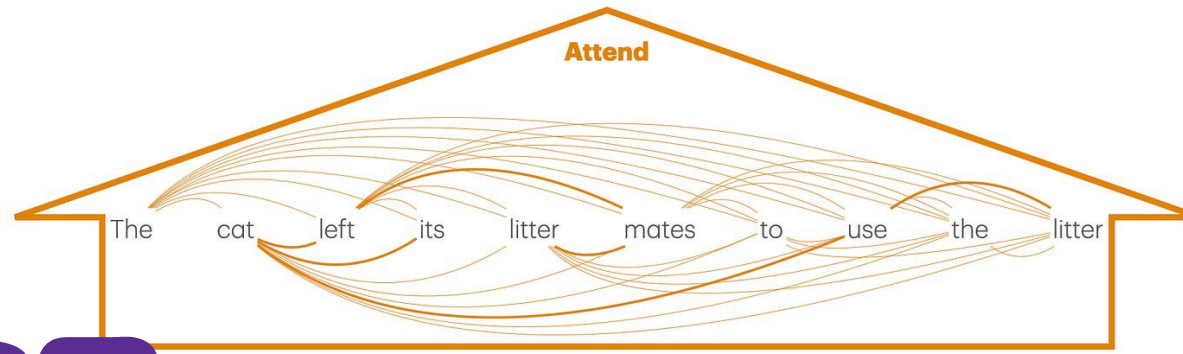 Attend
The cat left its litter mates to use the litter